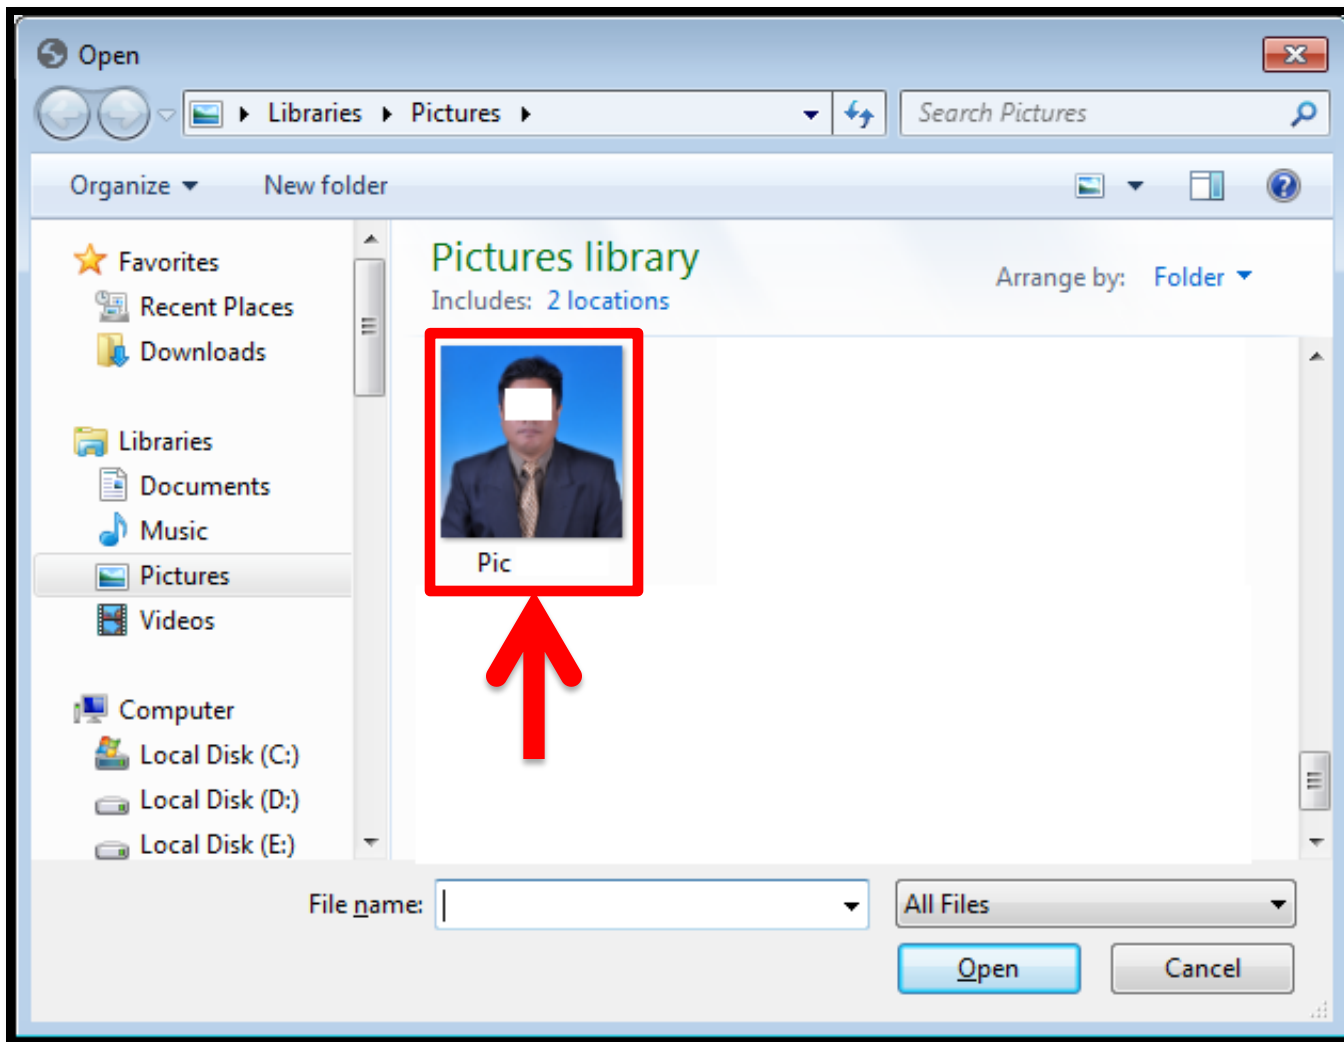 Open
Libraries Pictures
Search Pictures
Organize New folder
Favorites
Recent Places
Downloads
Libraries
Documents
Music
Pictures
Videos
Computer
Local Disk (C:)
Local Disk (D:)
Local Disk (E:)
Pictures library
Includes: 2 locations
Arrange by: Folder
Pic
File name:
All Files
Open Cancel